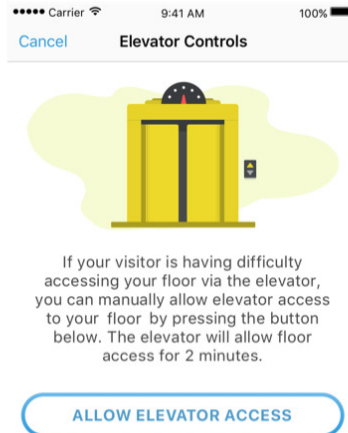 Carrier 9:41 AM 100%
Cancel Elevator Controls
If your visitor is having difficulty
accessing your floor via the elevator,
you can manually allow elevator access
to your floor by pressing the button
below. The elevator will allow floor
access for 2 minutes.
ALLOW ELEVATOR ACCESS